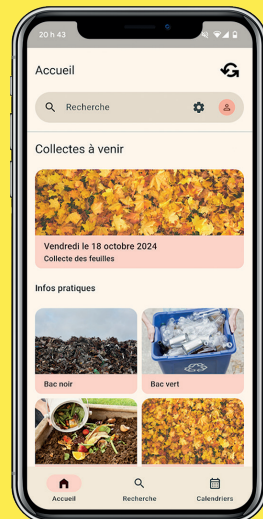 20 h 43
Accueil
Recherche
Collectes à venir
Vendredi le 18 octobre 2024
Collecte des feuilles
Infos pratiques
Bac noir
Bac vert
Accueil
Recherche
Calendriers